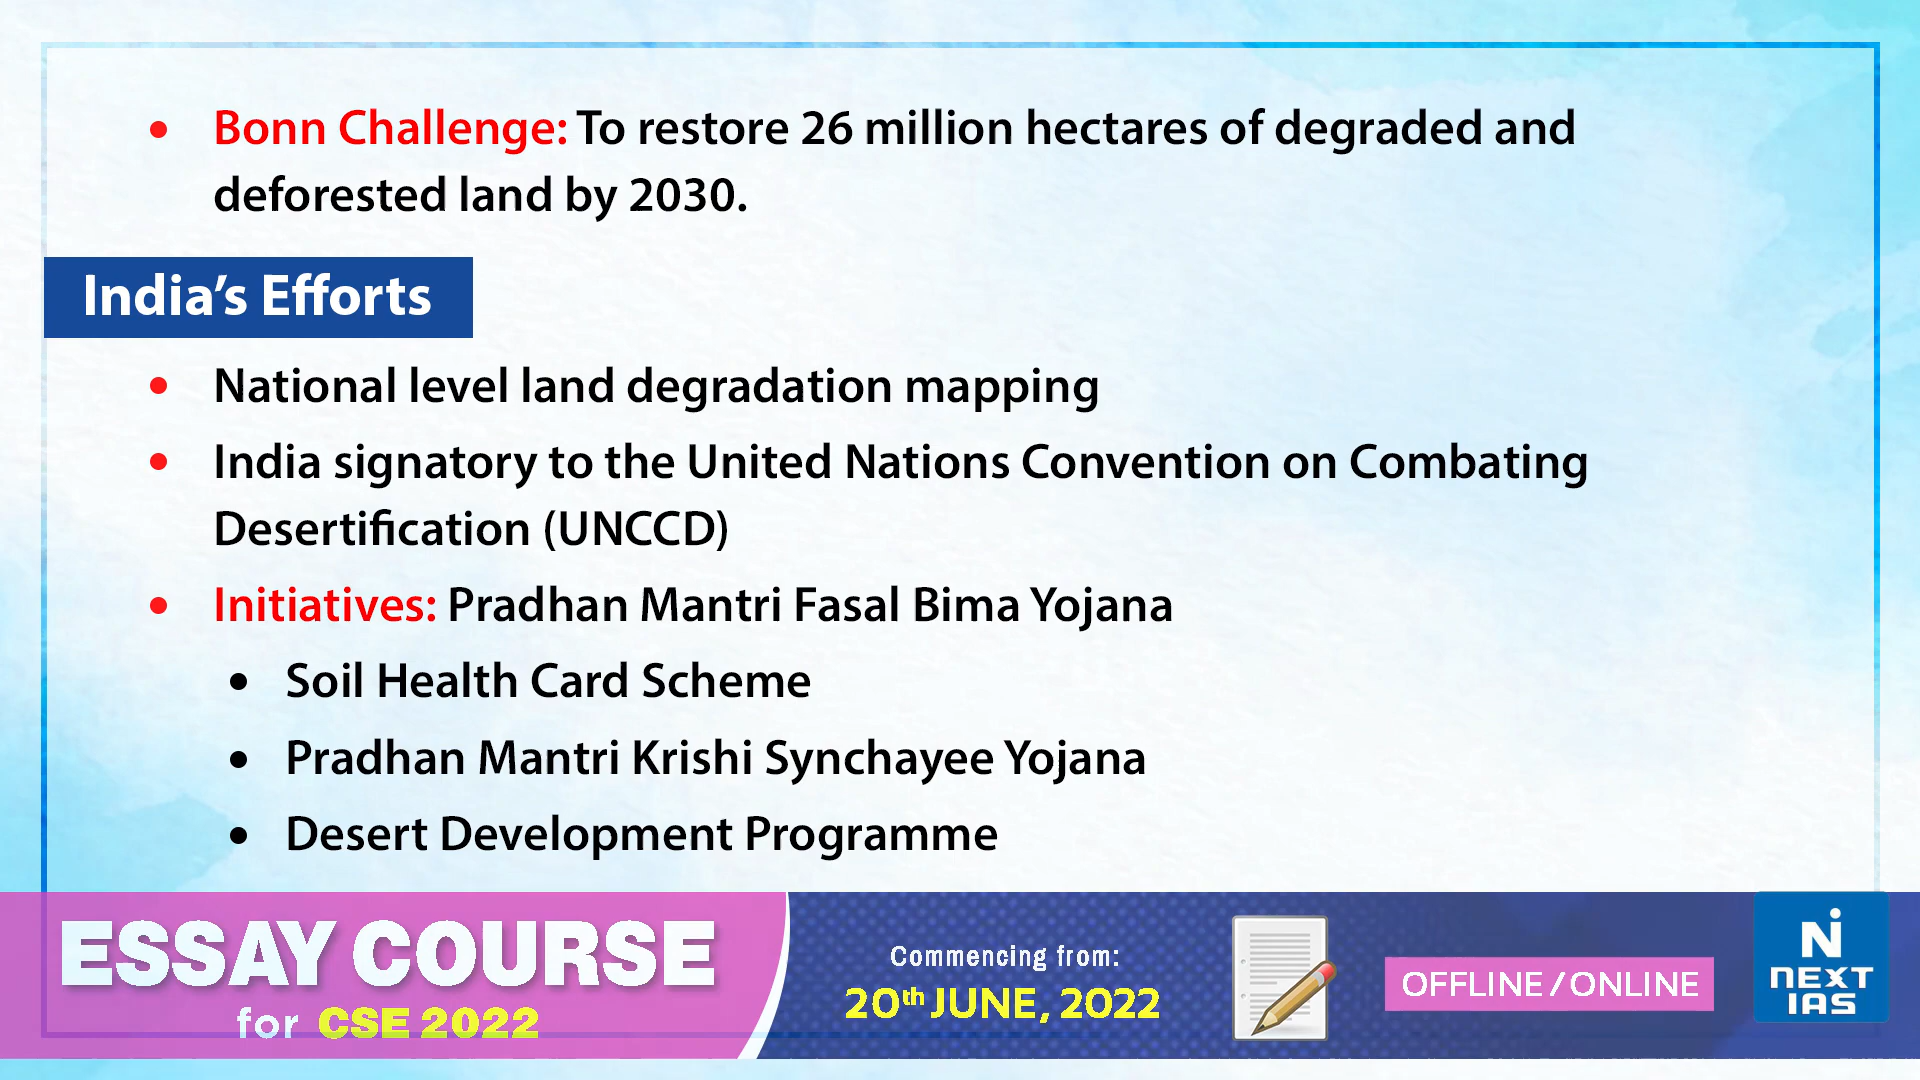 • Bonn Challenge: To restore 26 million hectares of degraded and
deforested land by 2030.
India’s Efforts
• National level land degradation mapping
• India signatory to the United Nations Convention on Combating
Desertification (UNCCD)
• Initiatives: Pradhan Mantri Fasal Bima Yojana
• Soil Health Card Scheme
• Pradhan Mantri Krishi Synchayee Yojana
• Desert Development Programme
ESSAY COURSE
for CSE 2022
Commencing from:
20th JUNE, 2022
OFFLINE / ONLINE
N
NEXT
IAS